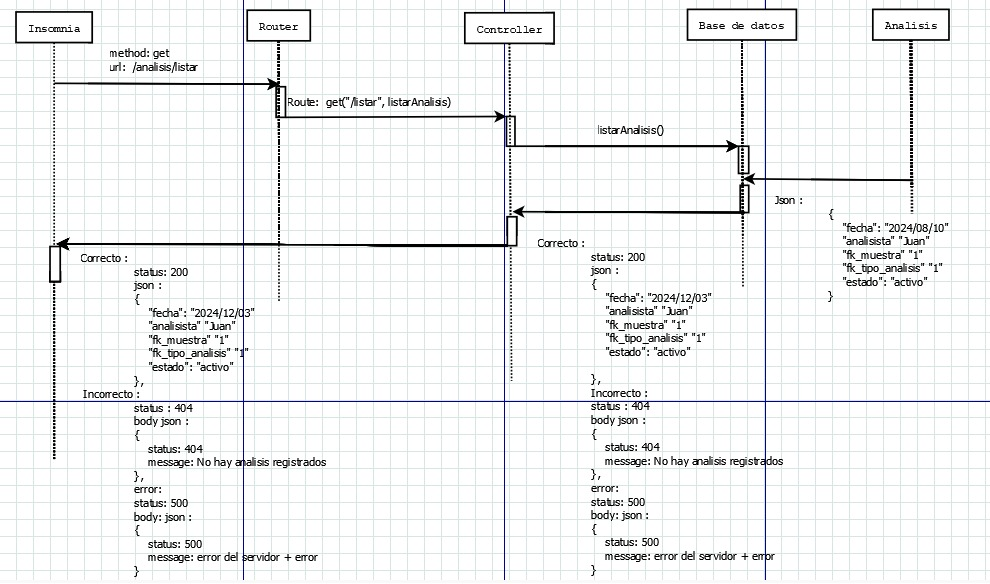 Insomnia
Router
Controller
Base de datos
Analisis
method: get
url: /analisis/listar
Route: get("/listar", listarAnalisis)
listarAnalisis()
Json :
{
"fecha": "2024/08/10"
"analisista" "Juan"
"fk_muestra" "1"
"fk_tipo_analisis" "1"
"estado": "activo"
}
Correcto :
status: 200
json :
{
"fecha": "2024/12/03"
"analisista" "Juan"
"fk_muestra" "1"
"fk_tipo_analisis" "1"
"estado": "activo"
},
Incorrecto :
status : 404
body json :
{
status: 404
message: No hay analisis registrados
},
error:
status: 500
body: json :
{
status: 500
message: error del servidor + error
}
Correcto :
status: 200
json :
{
"fecha": "2024/12/03"
"analisista" "Juan"
"fk_muestra" "1"
"fk_tipo_analisis" "1"
"estado": "activo"
},
Incorrecto :
status : 404
body json :
{
status: 404
message: No hay analisis registrados
},
error:
status: 500
body: json :
{
status: 500
message: error del servidor + error
}